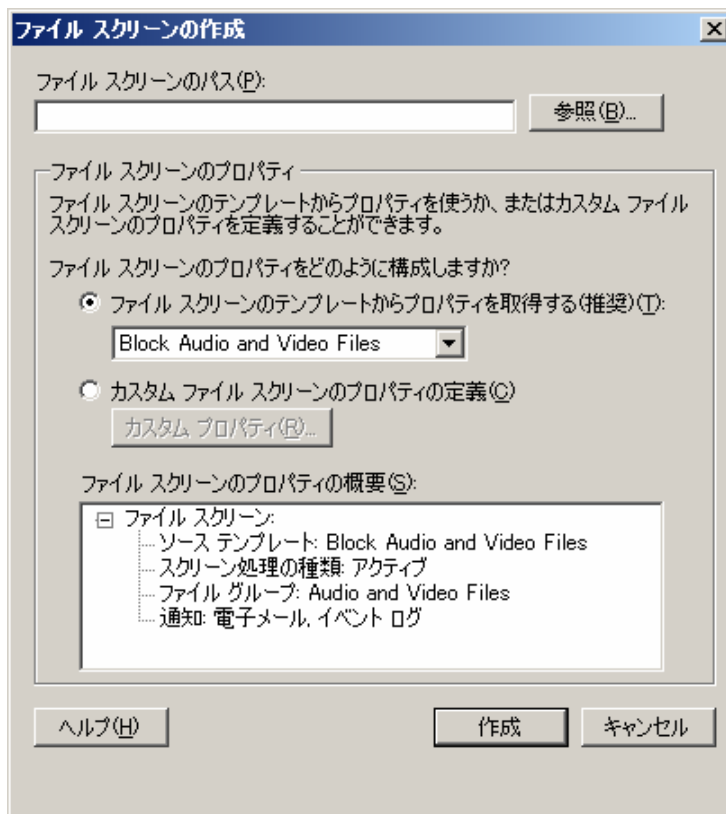 ファイル スクリーンの作成
ファイル スクリーンのパス(P):
参照(B)...
ファイル スクリーンのプロパティ
ファイル スクリーンのテンプレートからプロパティを使うか、またはカスタム ファイル
スクリーンのプロパティを定義することができます。
ファイル スクリーンのプロパティをどのように構成しますか?
ファイル スクリーンのテンプレートからプロパティを取得する(推奨)(T):
Block Audio and Video Files
カスタム ファイル スクリーンのプロパティの定義(C)
カスタム プロパティ(R)...
ファイル スクリーンのプロパティの概要(S):
ファイル スクリーン:
ソース テンプレート: Block Audio and Video Files
スクリーン処理の種類: アクティブ
ファイル グループ: Audio and Video Files
通知: 電子メール, イベント ログ
ヘルプ(H)
作成
キャンセル